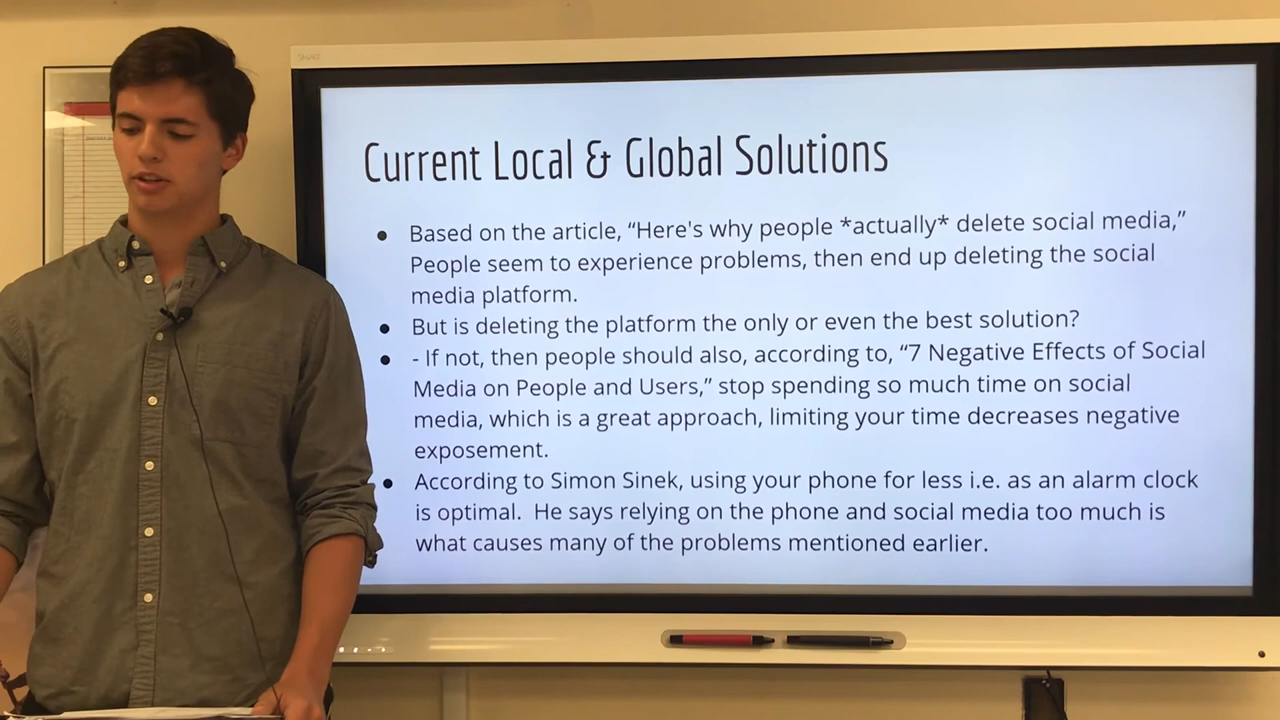 SMART
Current Local & Global Solutions
● Based on the article, “Here's why people *actually* delete social media,”
People seem to experience problems, then end up deleting the social
media platform.
● But is deleting the platform the only or even the best solution?
● - If not, then people should also, according to, “7 Negative Effects of Social
Media on People and Users,” stop spending so much time on social
media, which is a great approach, limiting your time decreases negative
exposement.
● According to Simon Sinek, using your phone for less i.e. as an alarm clock
is optimal. He says relying on the phone and social media too much is
what causes many of the problems mentioned earlier.